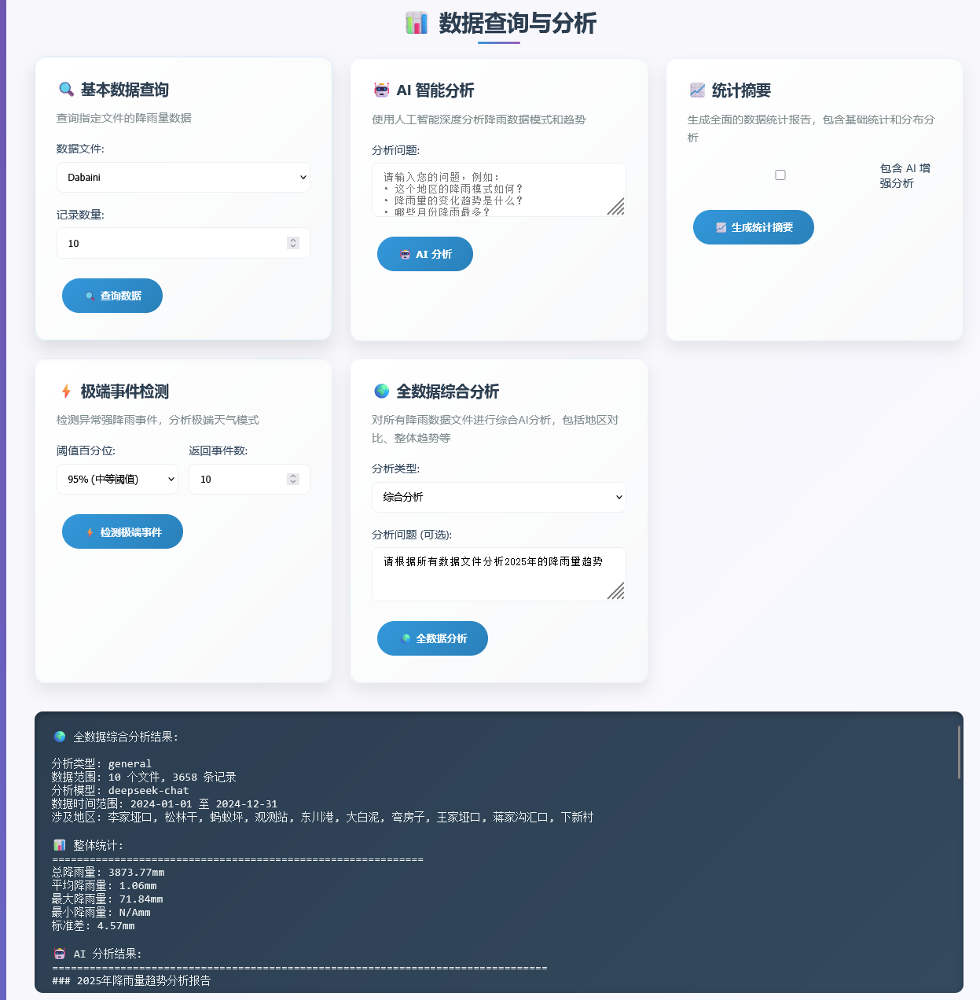 数据查询与分析
基本数据查询
查询指定文件的降雨量数据
数据文件:
Dabaini
记录数量:
10
查询数据
AI 智能分析
使用人工智能深度分析降雨数据模式和趋势
分析问题:
请输入您的问题，例如：
• 这个地区的降雨模式如何？
• 降雨量的变化趋势是什么？
• 哪些月份降雨最多？
AI 分析
统计摘要
生成全面的数据统计报告，包含基础统计和分布分
析
包含 AI 增
强分析
生成统计摘要
极端事件检测
检测异常强降雨事件，分析极端天气模式
阈值百分位:
返回事件数:
95% (中等阈值)
10
检测极端事件
全数据综合分析
对所有降雨数据文件进行综合AI分析，包括地区对
比、整体趋势等
分析类型:
综合分析
分析问题 (可选):
请根据所有数据文件分析2025年的降雨量趋势
全数据分析
全数据综合分析结果:
分析类型: general
数据范围: 10 个文件, 3658 条记录
分析模型: deepseek-chat
数据时间范围: 2024-01-01 至 2024-12-31
涉及地区: 李家垭口, 松林干, 蚂蚁坪, 观测站, 东川港, 大白泥, 弯房子, 王家垭口, 蒋家沟汇口, 下新村
整体统计:
============================================================
总降雨量: 3873.77mm
平均降雨量: 1.06mm
最大降雨量: 71.84mm
最小降雨量: N/Amm
标准差: 4.57mm
AI 分析结果:
================================================================================
### 2025年降雨量趋势分析报告